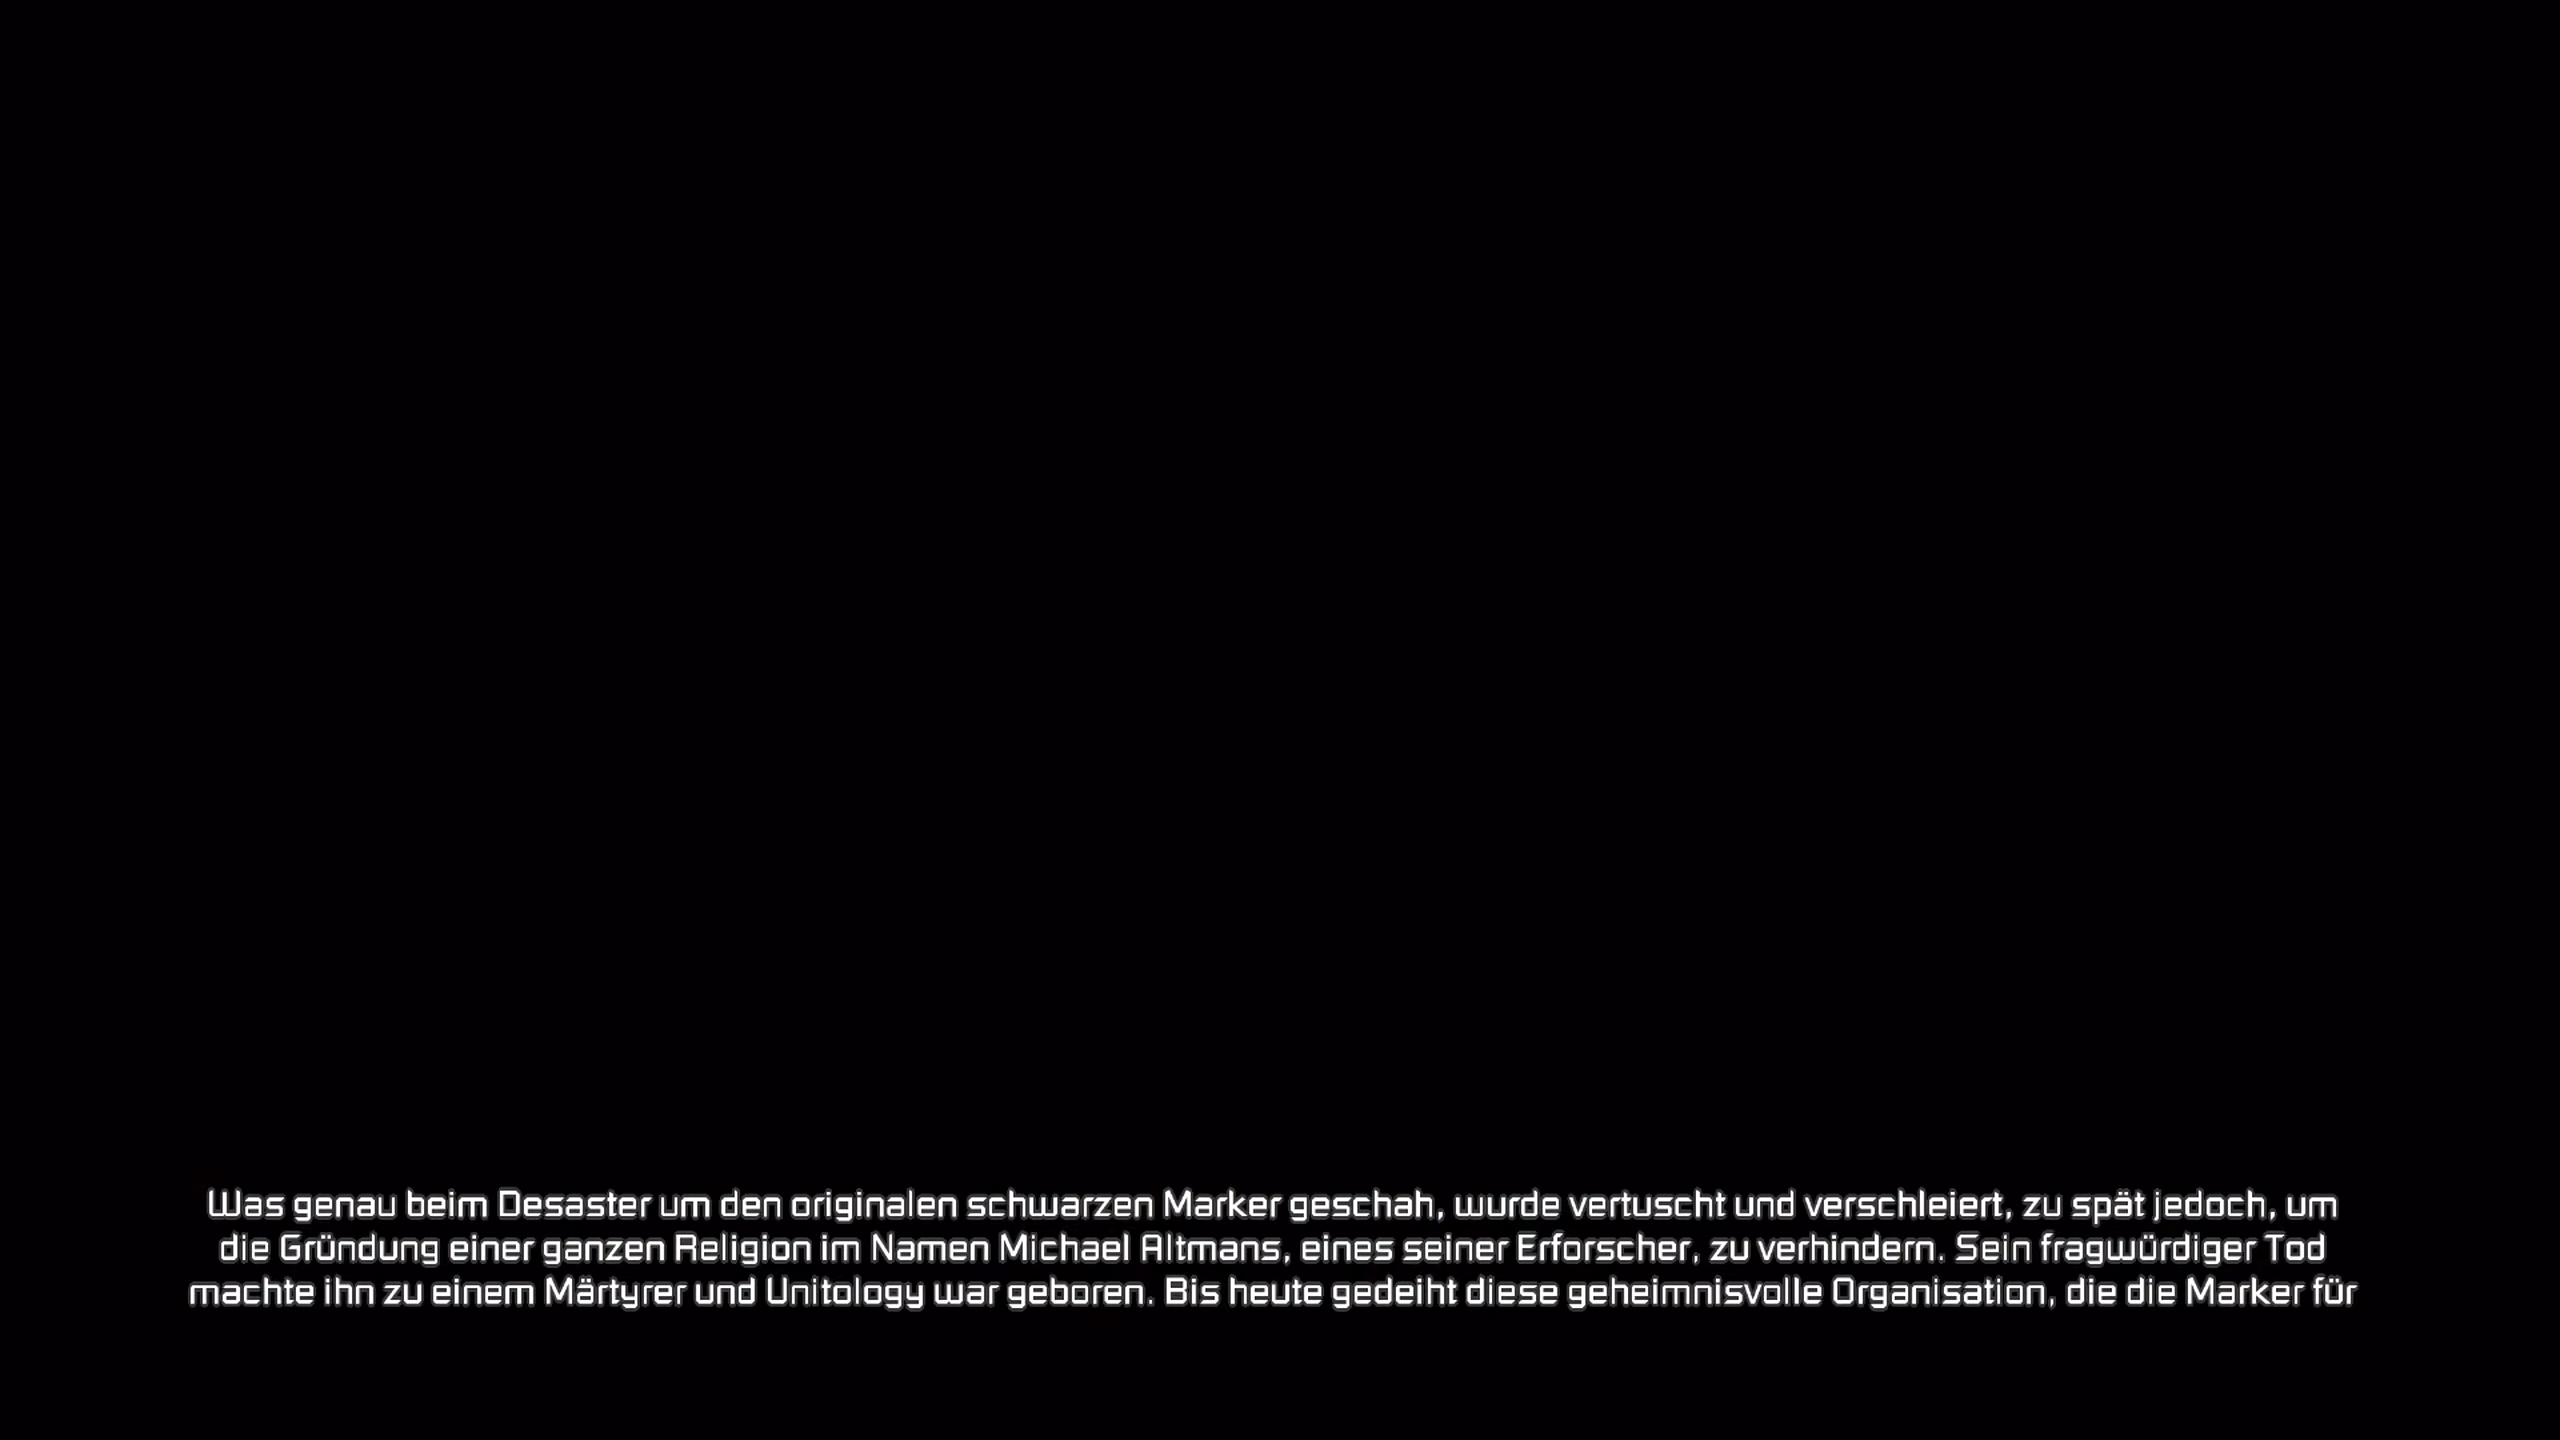 Was genau beim Desaster um den originalen schwarzen Marker geschah, wurde vertuscht und verschleiert, zu spät jedoch, um
die Gründung einer ganzen Religion im Namen Michael Altmans, eines seiner Erforscher, zu verhindern. Sein fragwürdiger Tod
machte ihn zu einem Märtyrer und Unitology war geboren. Bis heute gedeiht diese geheimnisvolle Organisation, die die Marker für